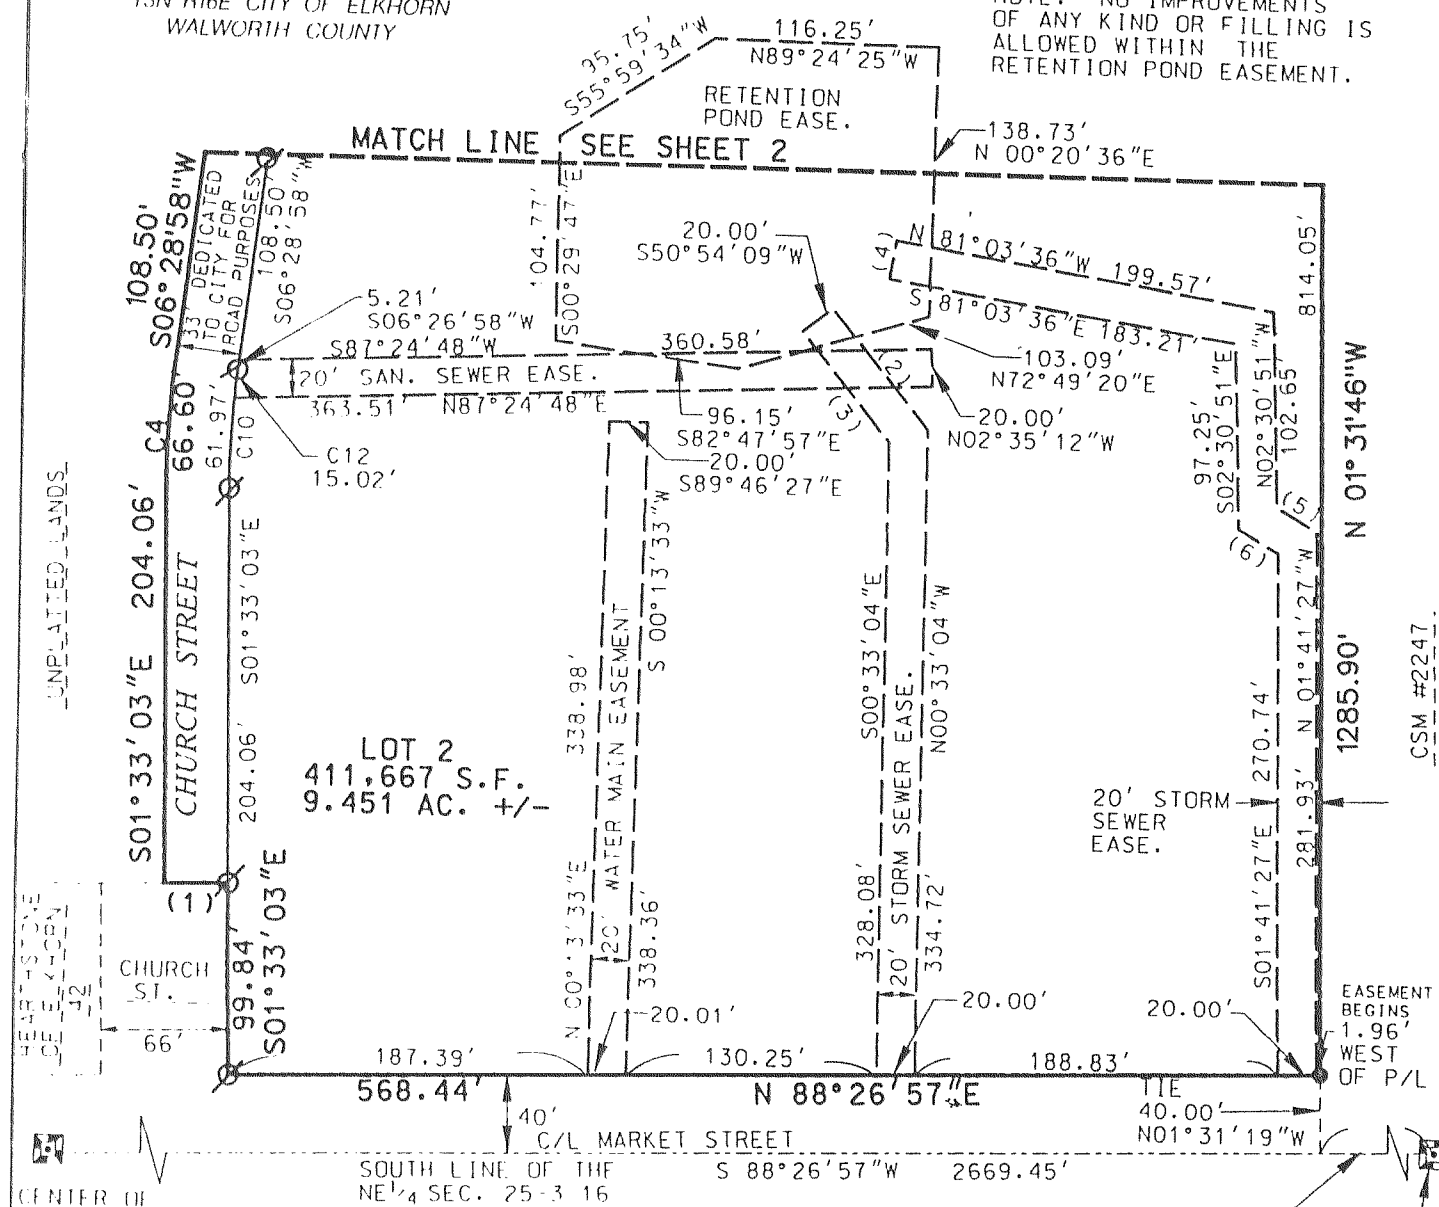 CITY OF ELKHORN
WALWORTH COUNTY
NO IMPROVEMENTS
OF ANY KIND OR FILLING IS
ALLOWED WITHIN THE
RETENTION POND EASEMENT.
95.75'
S55°59'34"W
116.25'
N89°24'25"W
RETENTION
POND EASE.
MATCH LINE SEE SHEET 2
138.73'
N 00°20'36"E
108.50'
S06°28'58"W
33' DEDICATED
TO CITY FOR
ROAD PURPOSES
108.50'
S06°28'58"W
S00°29'47"E
20.00'
S50°54'09"W
(4)
N 81°03'36"W 199.57'
S 81°03'36"E 183.21'
814.05'
5.21'
S06°26'58"W
S87°24'48"W
360.58'
20' SAN. SEWER EASE.
363.51' N87°24'48"E
(2)
(3)
103.09'
N72°49'20"E
96.15'
S82°47'57"E
20.00'
S89°46'27"E
20.00'
N02°35'12"W
97.25'
S02°30'51"E
N02°30'51"W
102.65'
N 01°31'46"W
1285.90'
(5)
(6)
C4
66.60'
61.97'
C10
C12
15.02'
UNPLATTED LANDS
S01°33'03"E 204.06'
CHURCH STREET
204.06' S01°33'03"E
LOT 2
411,667 S.F.
9.451 AC. +/-
338.98'
20' WATER MAIN EASEMENT
S 00°13'33"W
338.36'
S00°33'04"E
328.08'
20' STORM SEWER EASE.
N00°33'04"W
334.72'
20' STORM
SEWER
EASE.
S01°41'27"E 270.74'
281.93' N 01°41'27"W
CSM #2247
(1)
99.84'
S01°33'03"E
CHURCH
ST.
66'
20.01'
20.00'
20.00'
EASEMENT
BEGINS
1.96'
WEST
OF P/L
187.39'
130.25'
188.83'
568.44'
N 88°26'57"E
TIE
40.00'
N01°31'19"W
40'
C/L MARKET STREET
SOUTH LINE OF THE
NE¼ SEC. 25-3 16
S 88°26'57"W 2669.45'
CENTER OF